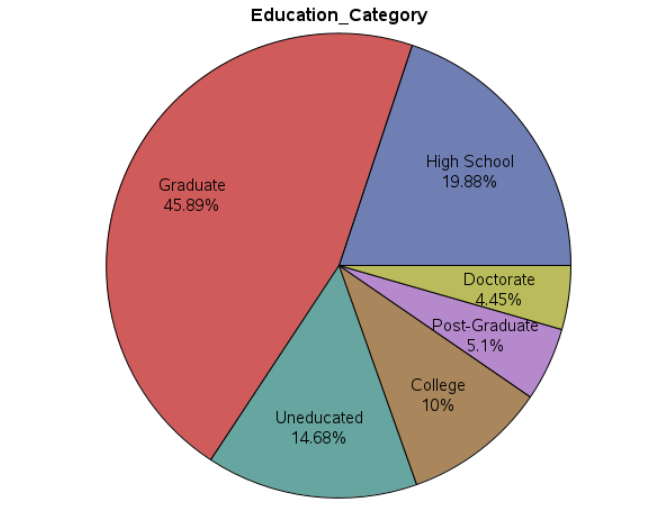 Education_Category
High School
19.88%
Graduate
45.89%
Doctorate
4.45%
Post-Graduate
5.1%
College
10%
Uneducated
14.68%